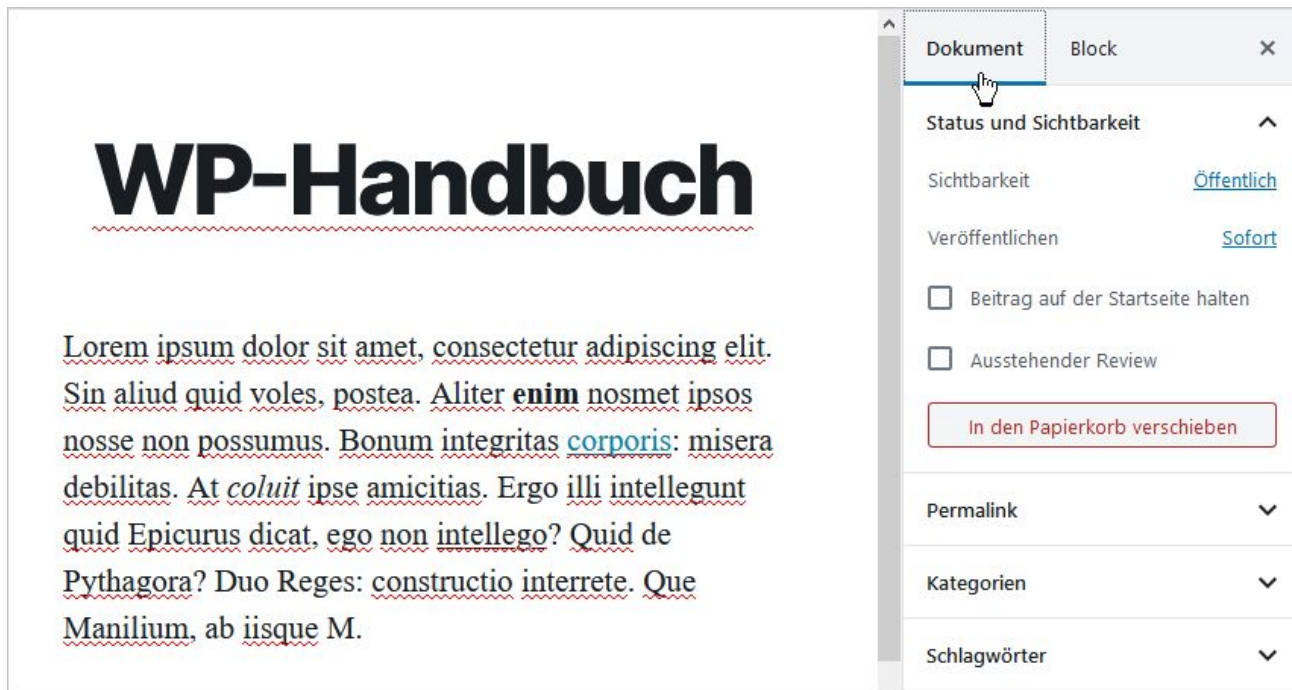 WP-Handbuch
Lorem ipsum dolor sit amet, consectetur adipiscing elit.
Sin aliud quid voles, postea. Aliter enim nosmet ipsos
nosse non possumus. Bonum integritas corporis: misera
debilitas. At coluit ipse amicitias. Ergo illi intellegunt
quid Epicurus dicat, ego non intellego? Quid de
Pythagora? Duo Reges: constructio interrete. Que
Manilium, ab iisque M.
Dokument Block ×
Status und Sichtbarkeit
Sichtbarkeit Öffentlich
Veröffentlichen Sofort
Beitrag auf der Startseite halten
Ausstehender Review
In den Papierkorb verschieben
Permalink
Kategorien
Schlagwörter